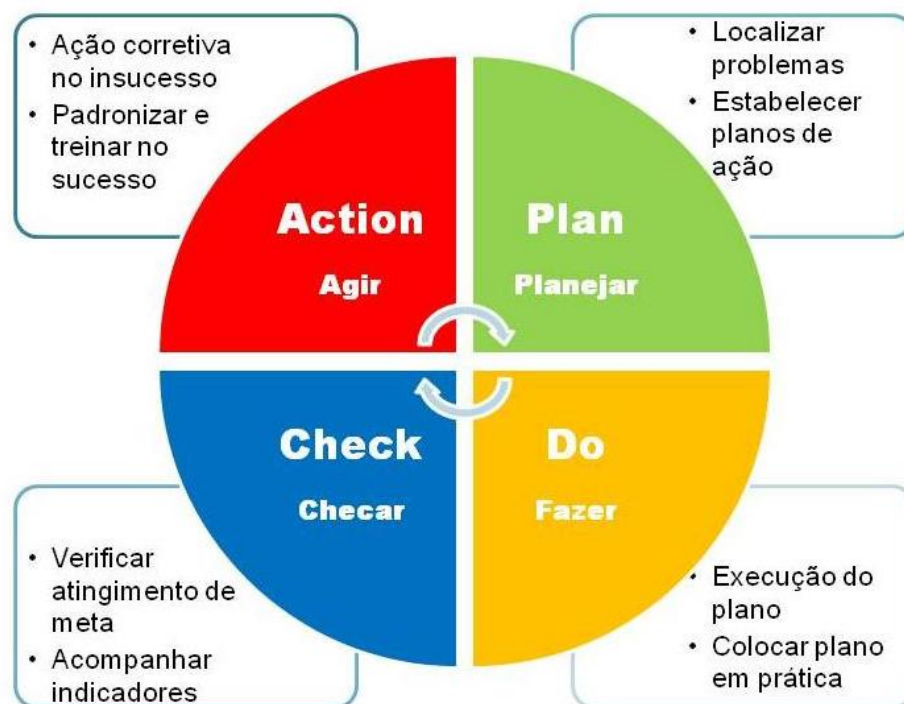 • Ação corretiva
no insucesso
• Padronizar e
treinar no
sucesso
• Localizar
problemas
• Estabelecer
planos de
ação
Action
Agir
Plan
Planejar
Check
Checar
Do
Fazer
• Verificar
atingimento de
meta
• Acompanhar
indicadores
• Execução do
plano
• Colocar plano
em prática